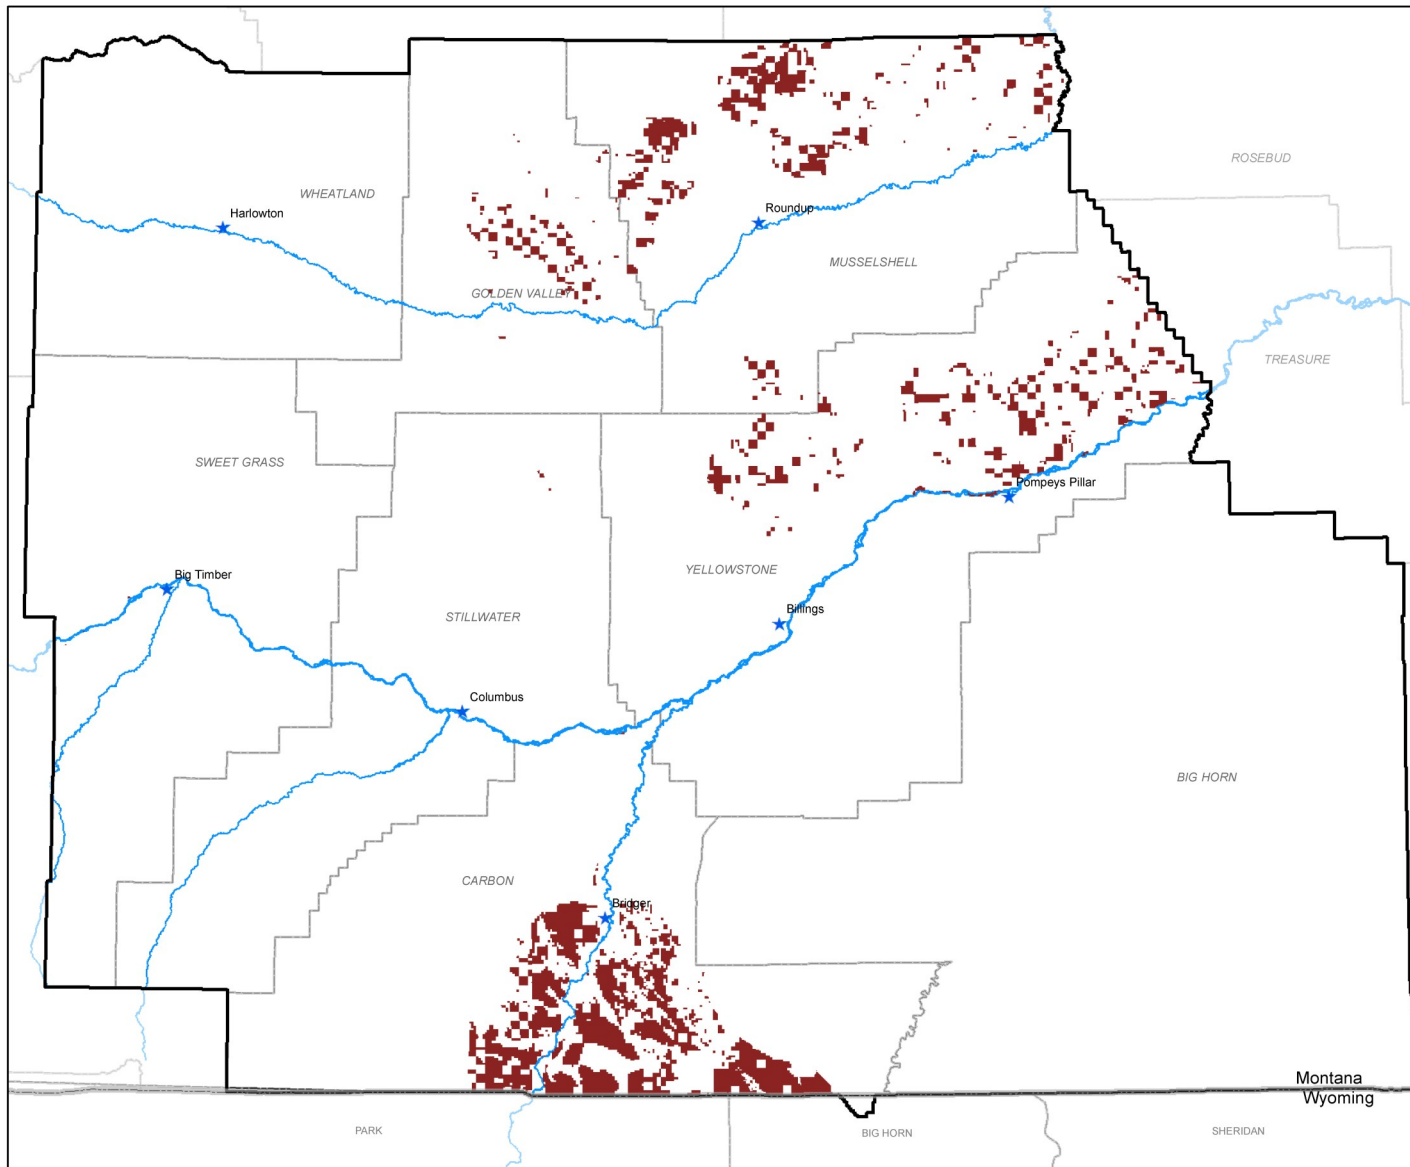 ROSEBUD
WHEATLAND
Harlowton
Roundup
MUSSELSHELL
GOLDEN VALLEY
TREASURE
SWEET GRASS
Pompeys Pillar
Big Timber
YELLOWSTONE
Billings
STILLWATER
Columbus
BIG HORN
CARBON
Bridger
Montana
Wyoming
PARK
BIG HORN
SHERIDAN